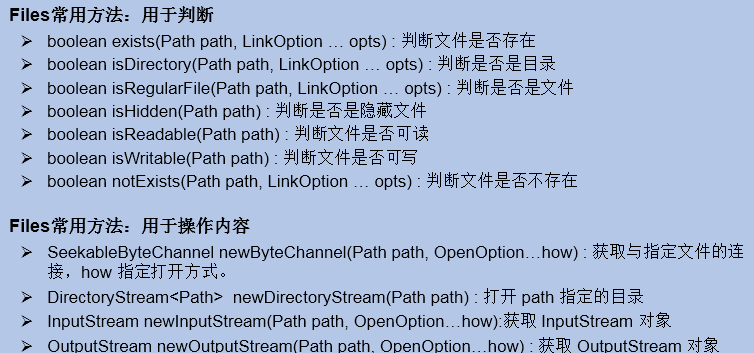 Files常用方法：用于判断
➢ boolean exists(Path path, LinkOption … opts) : 判断文件是否存在
➢ boolean isDirectory(Path path, LinkOption … opts) : 判断是否是目录
➢ boolean isRegularFile(Path path, LinkOption … opts) : 判断是否是文件
➢ boolean isHidden(Path path) : 判断是否是隐藏文件
➢ boolean isReadable(Path path) : 判断文件是否可读
➢ boolean isWritable(Path path) : 判断文件是否可写
➢ boolean notExists(Path path, LinkOption … opts) : 判断文件是否不存在
Files常用方法：用于操作内容
➢ SeekableByteChannel newByteChannel(Path path, OpenOption…how) : 获取与指定文件的连
接，how 指定打开方式。
➢ DirectoryStream<Path>  newDirectoryStream(Path path) : 打开 path 指定的目录
➢ InputStream newInputStream(Path path, OpenOption…how):获取 InputStream 对象
➢ OutputStream newOutputStream(Path path, OpenOption…how) : 获取 OutputStream 对象